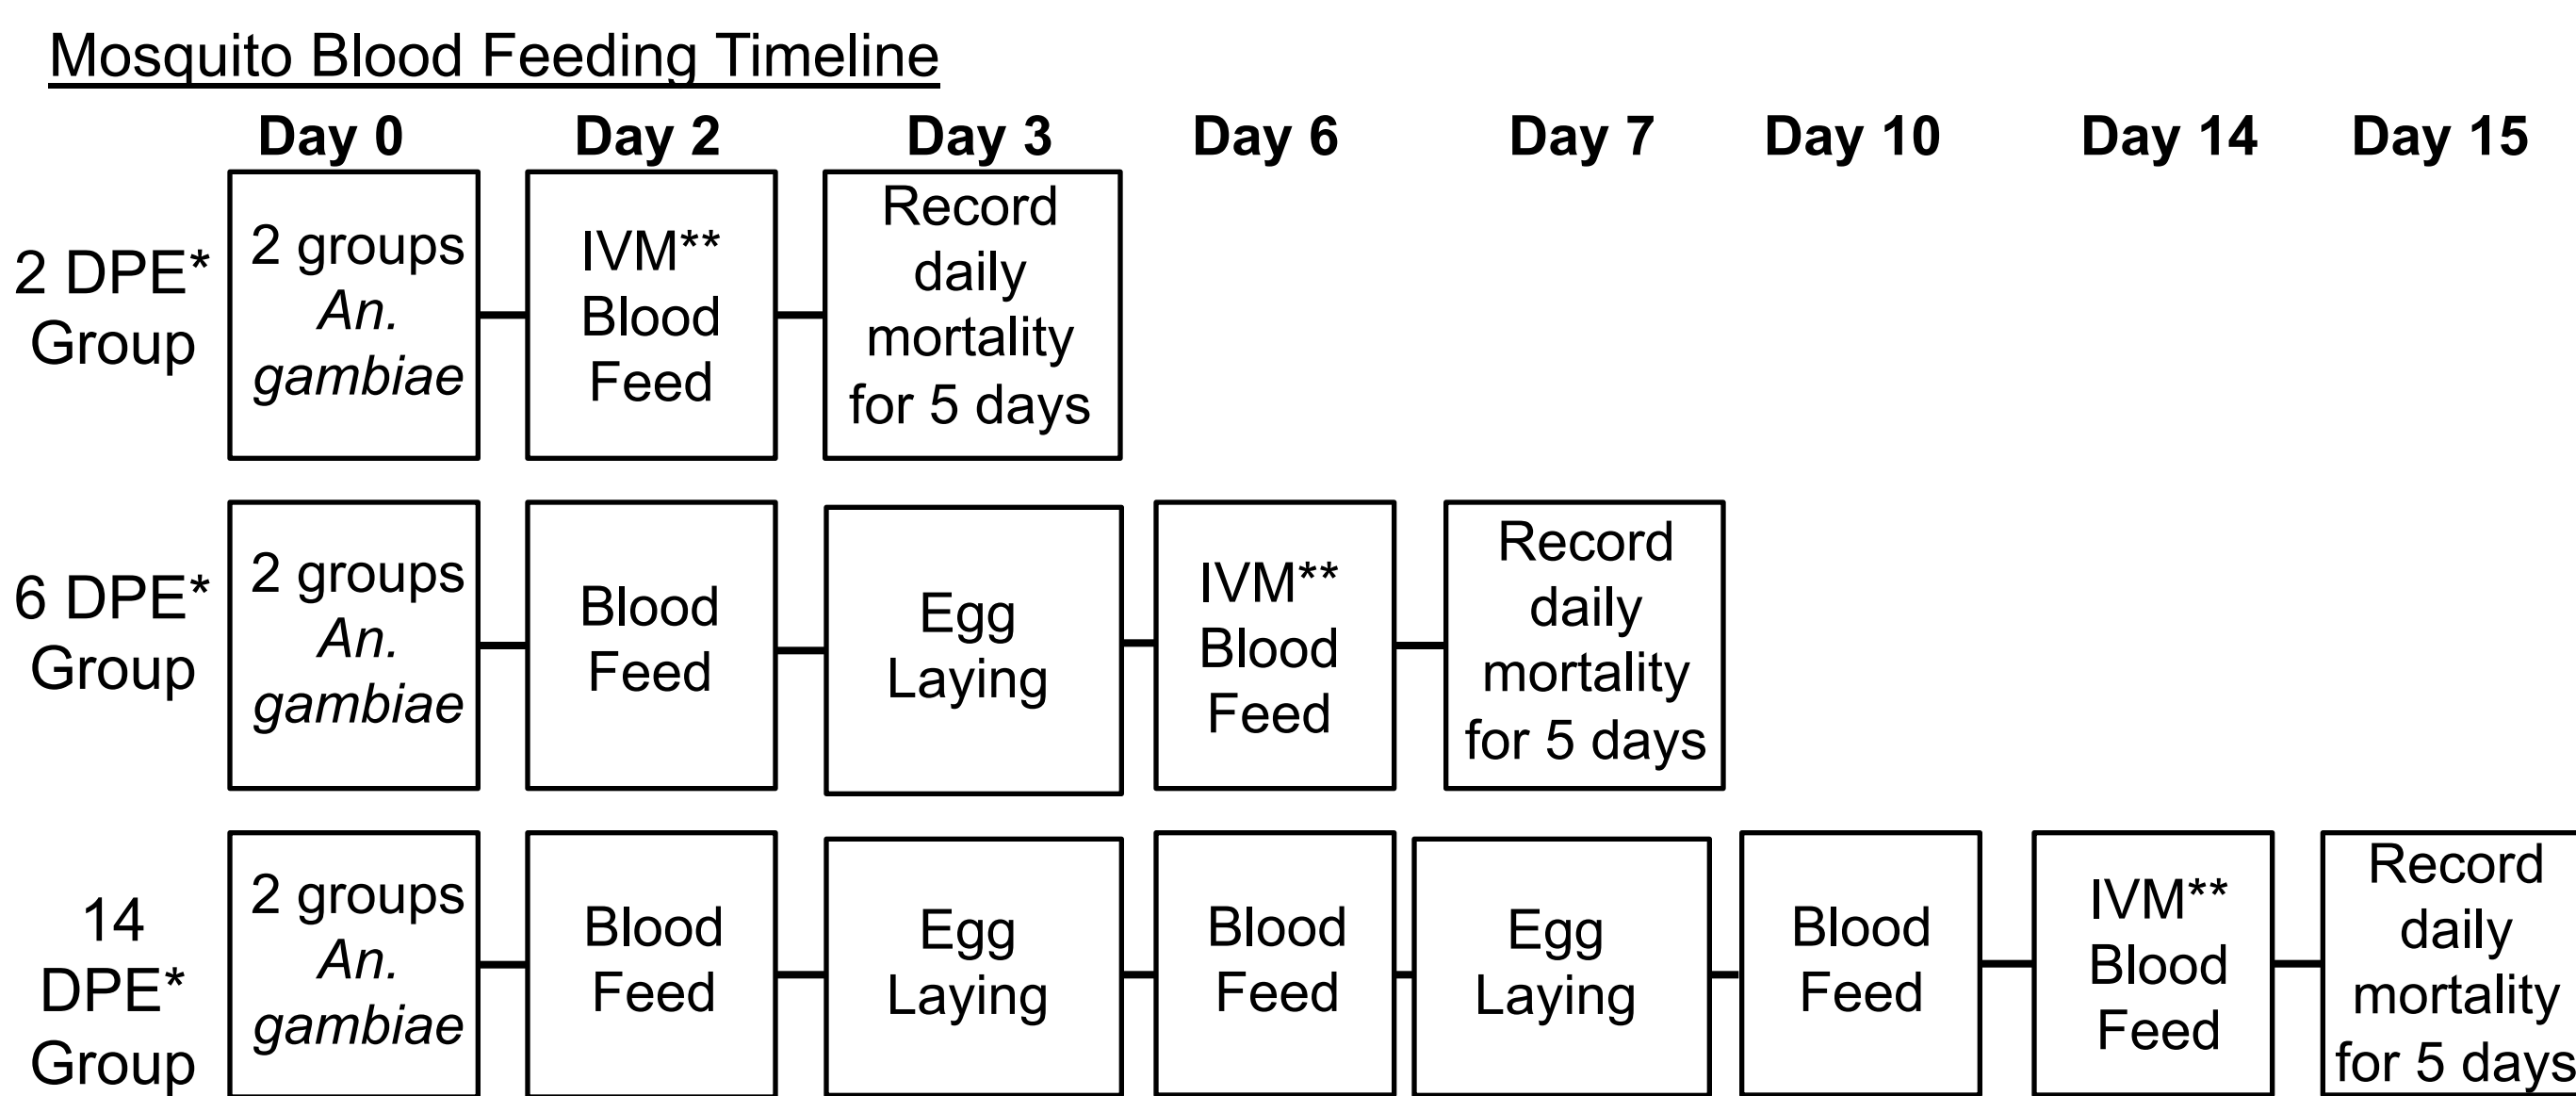 Mosquito Blood Feeding Timeline
Day 0 Day 2 Day 3 Day 6 Day 7 Day 10 Day 14 Day 15
2 DPE*
Group
2 groups
An.
gambiae
IVM**
Blood
Feed
Record
daily
mortality
for 5 days
6 DPE*
Group
2 groups
An.
gambiae
Blood
Feed
Egg
Laying
IVM**
Blood
Feed
Record
daily
mortality
for 5 days
14
DPE*
Group
2 groups
An.
gambiae
Blood
Feed
Egg
Laying
Blood
Feed
Egg
Laying
Blood
Feed
IVM**
Blood
Feed
Record
daily
mortality
for 5 days